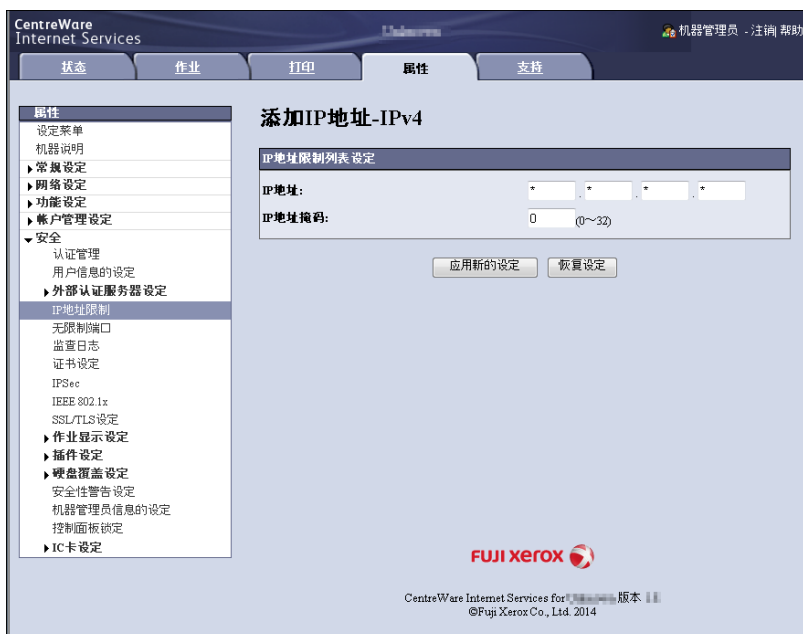 CentreWare
Internet Services
机器管理员 - 注销| 帮助
状态 作业 打印 属性 支持
属性
设定菜单
机器说明
常规设定
网络设定
功能设定
帐户管理设定
安全
认证管理
用户信息的设定
外部认证服务器设定
IP地址限制
无限制端口
监查日志
证书设定
IPSec
IEEE 802.1x
SSL/TLS设定
作业显示设定
插件设定
硬盘覆盖设定
安全性警告设定
机器管理员信息的设定
控制面板锁定
IC卡设定
添加IP地址-IPv4
IP地址限制列表设定
IP地址: * . * . * . *
IP地址掩码: 0 (0～32)
应用新的设定 恢复设定
FUJI xerox
CentreWare Internet Services for 版本
©Fuji Xerox Co., Ltd. 2014